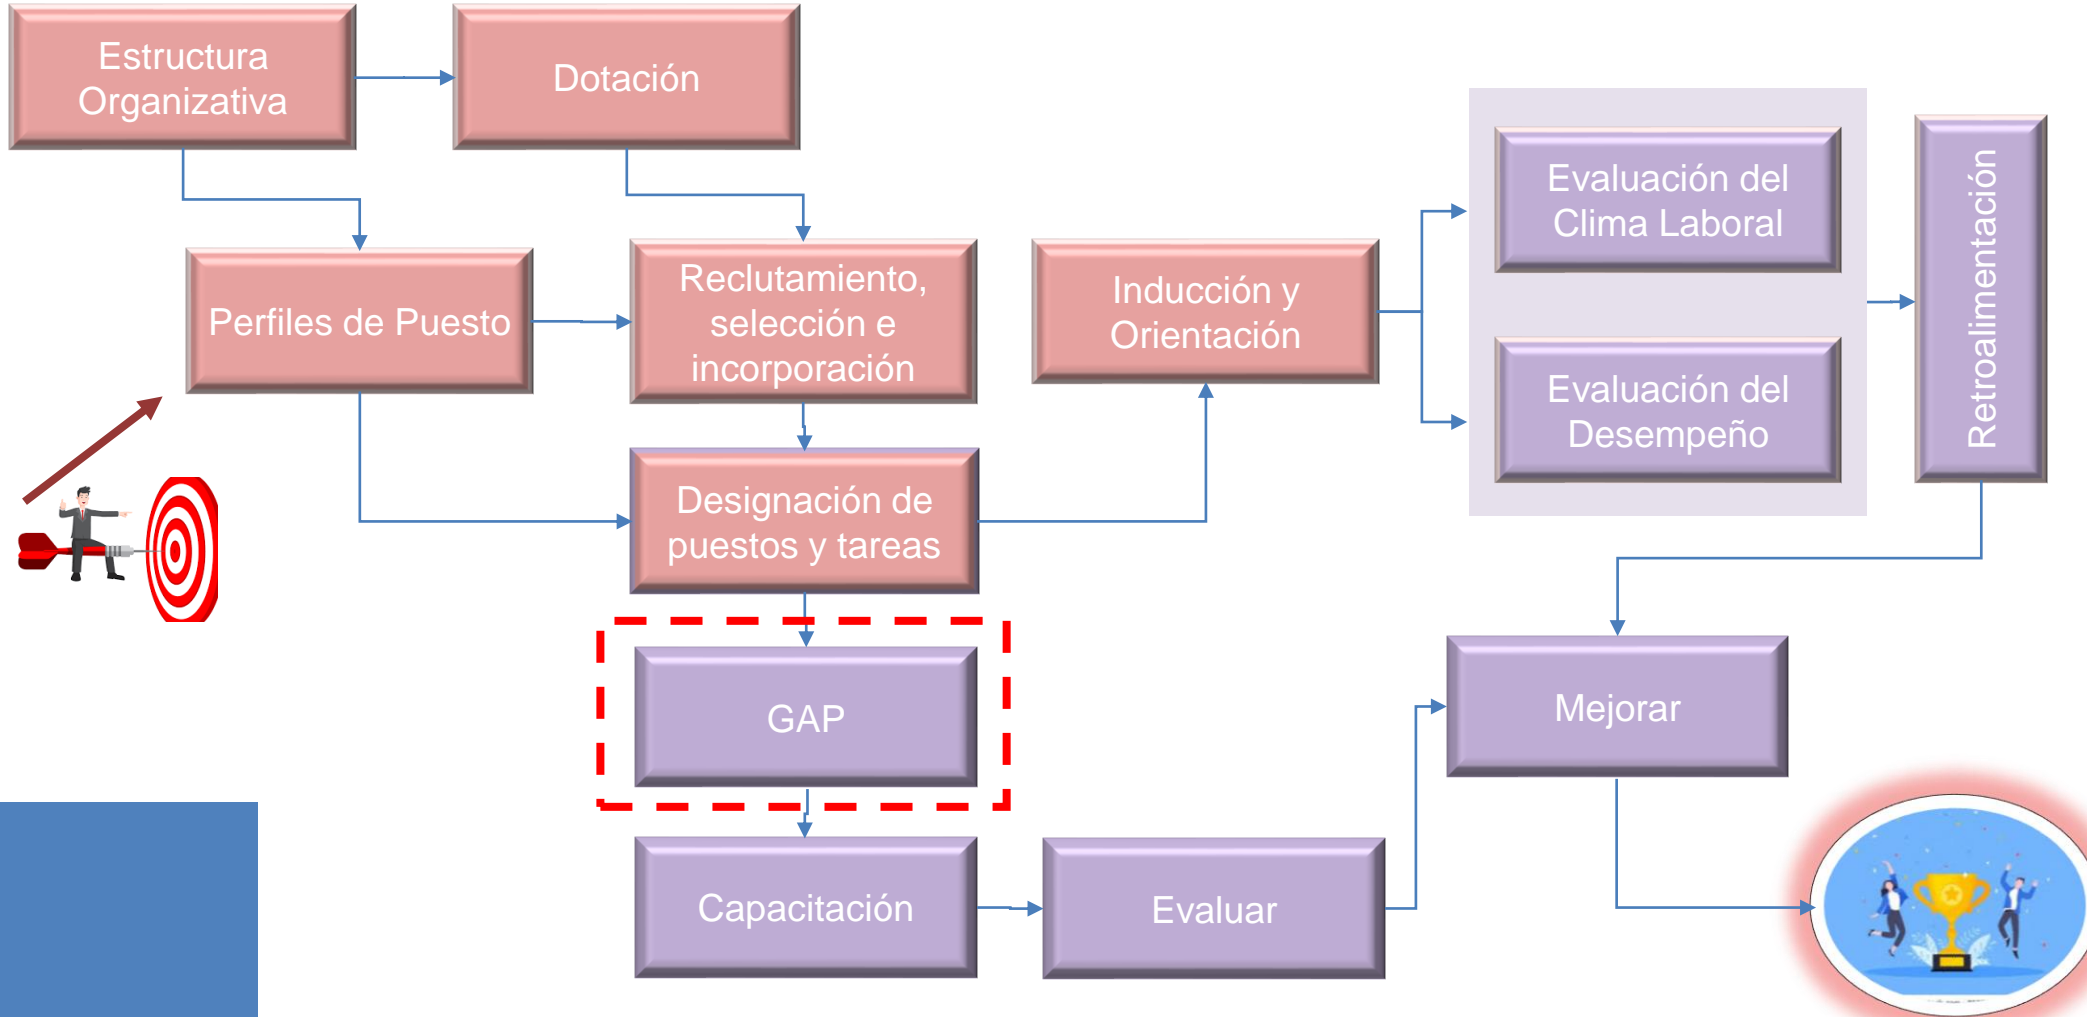 Estructura
Organizativa
Dotación
Perfiles de Puesto
Reclutamiento,
selección e
incorporación
Designación de
puestos y tareas
GAP
Capacitación
Evaluar
Inducción y
Orientación
Evaluación del
Clima Laboral
Evaluación del
Desempeño
Retroalimentación
Mejorar